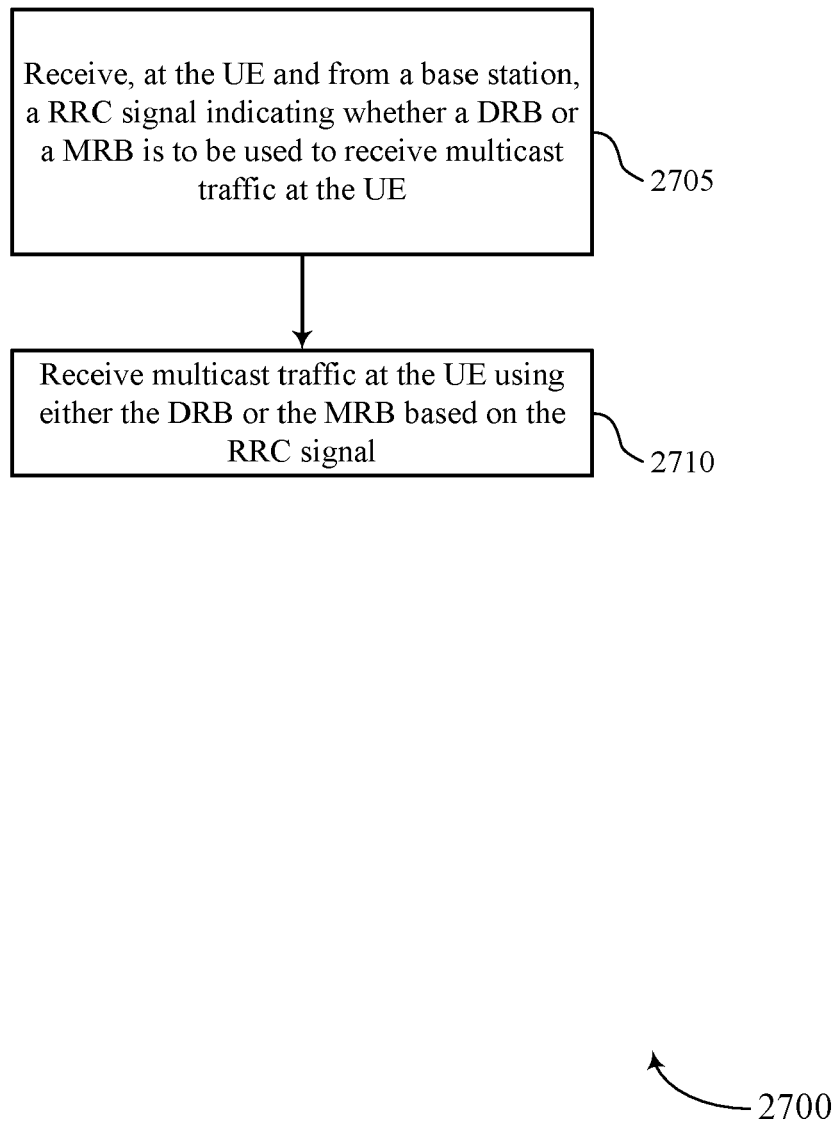 Receive, at the UE and from a base station,
a RRC signal indicating whether a DRB or
a MRB is to be used to receive multicast
traffic at the UE
2705
Receive multicast traffic at the UE using
either the DRB or the MRB based on the
RRC signal
2710
2700